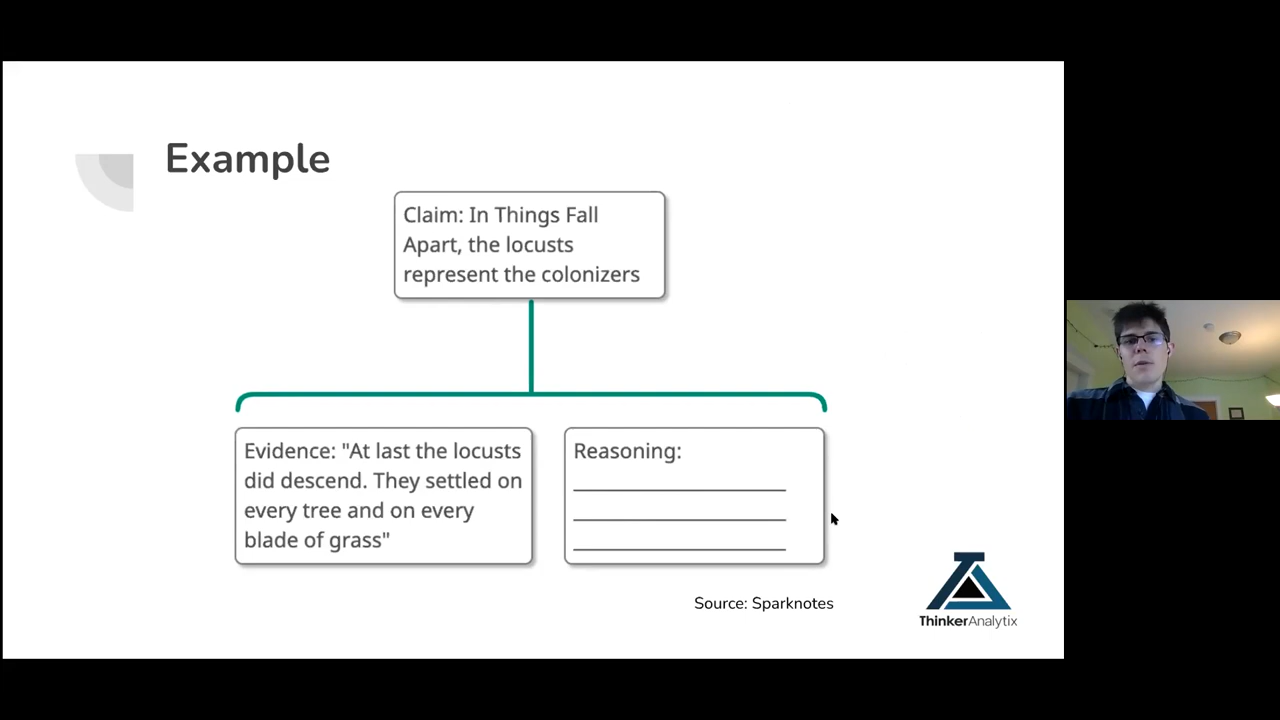 Example
Claim: In Things Fall
Apart, the locusts
represent the colonizers
Evidence: "At last the locusts
did descend. They settled on
every tree and on every
blade of grass"
Reasoning:
Source: Sparknotes
ThinkerAnalytix